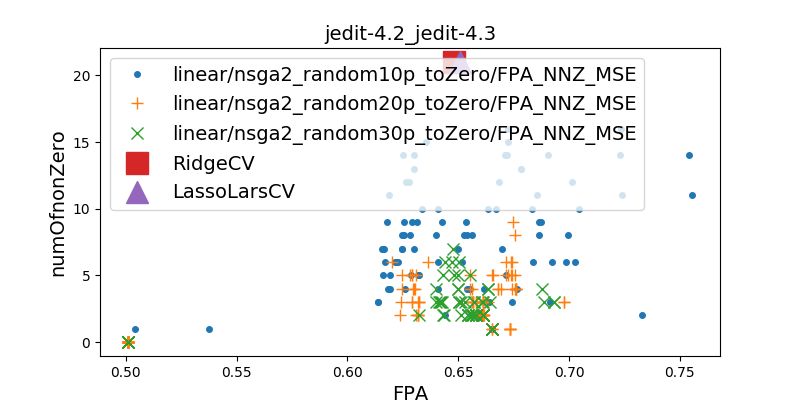 jedit-4.2_jedit-4.3
linear/nsga2_random10p_toZero/FPA_NNZ_MSE
linear/nsga2_random20p_toZero/FPA_NNZ_MSE
linear/nsga2_random30p_toZero/FPA_NNZ_MSE
RidgeCV
LassoLarsCV
numOfnonZero
20
15
10
5
0
0.50 0.55 0.60 0.65 0.70 0.75
FPA